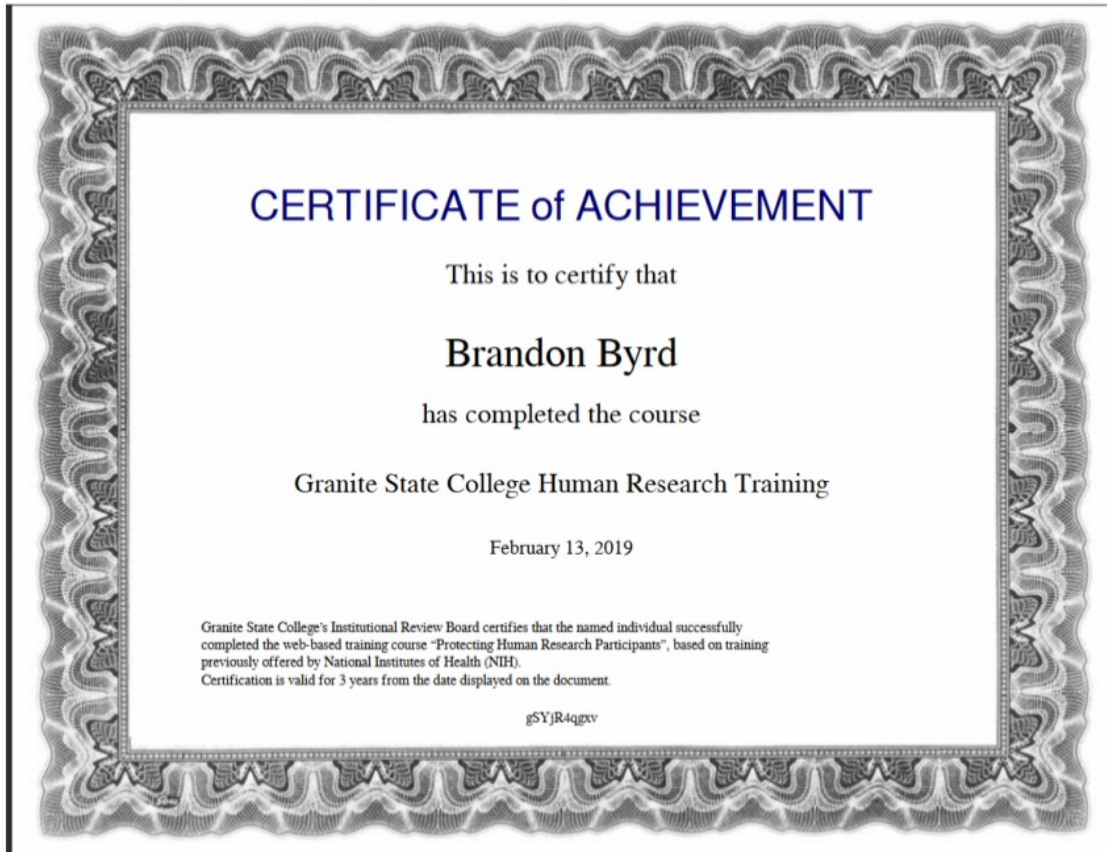 CERTIFICATE of ACHIEVEMENT
This is to certify that
Brandon Byrd
has completed the course
Granite State College Human Research Training
February 13, 2019
Granite State College's Institutional Review Board certifies that the named individual successfully
completed the web-based training course “Protecting Human Research Participants”, based on training
previously offered by National Institutes of Health (NIH).
Certification is valid for 3 years from the date displayed on the document.
gSYjR4qgxv